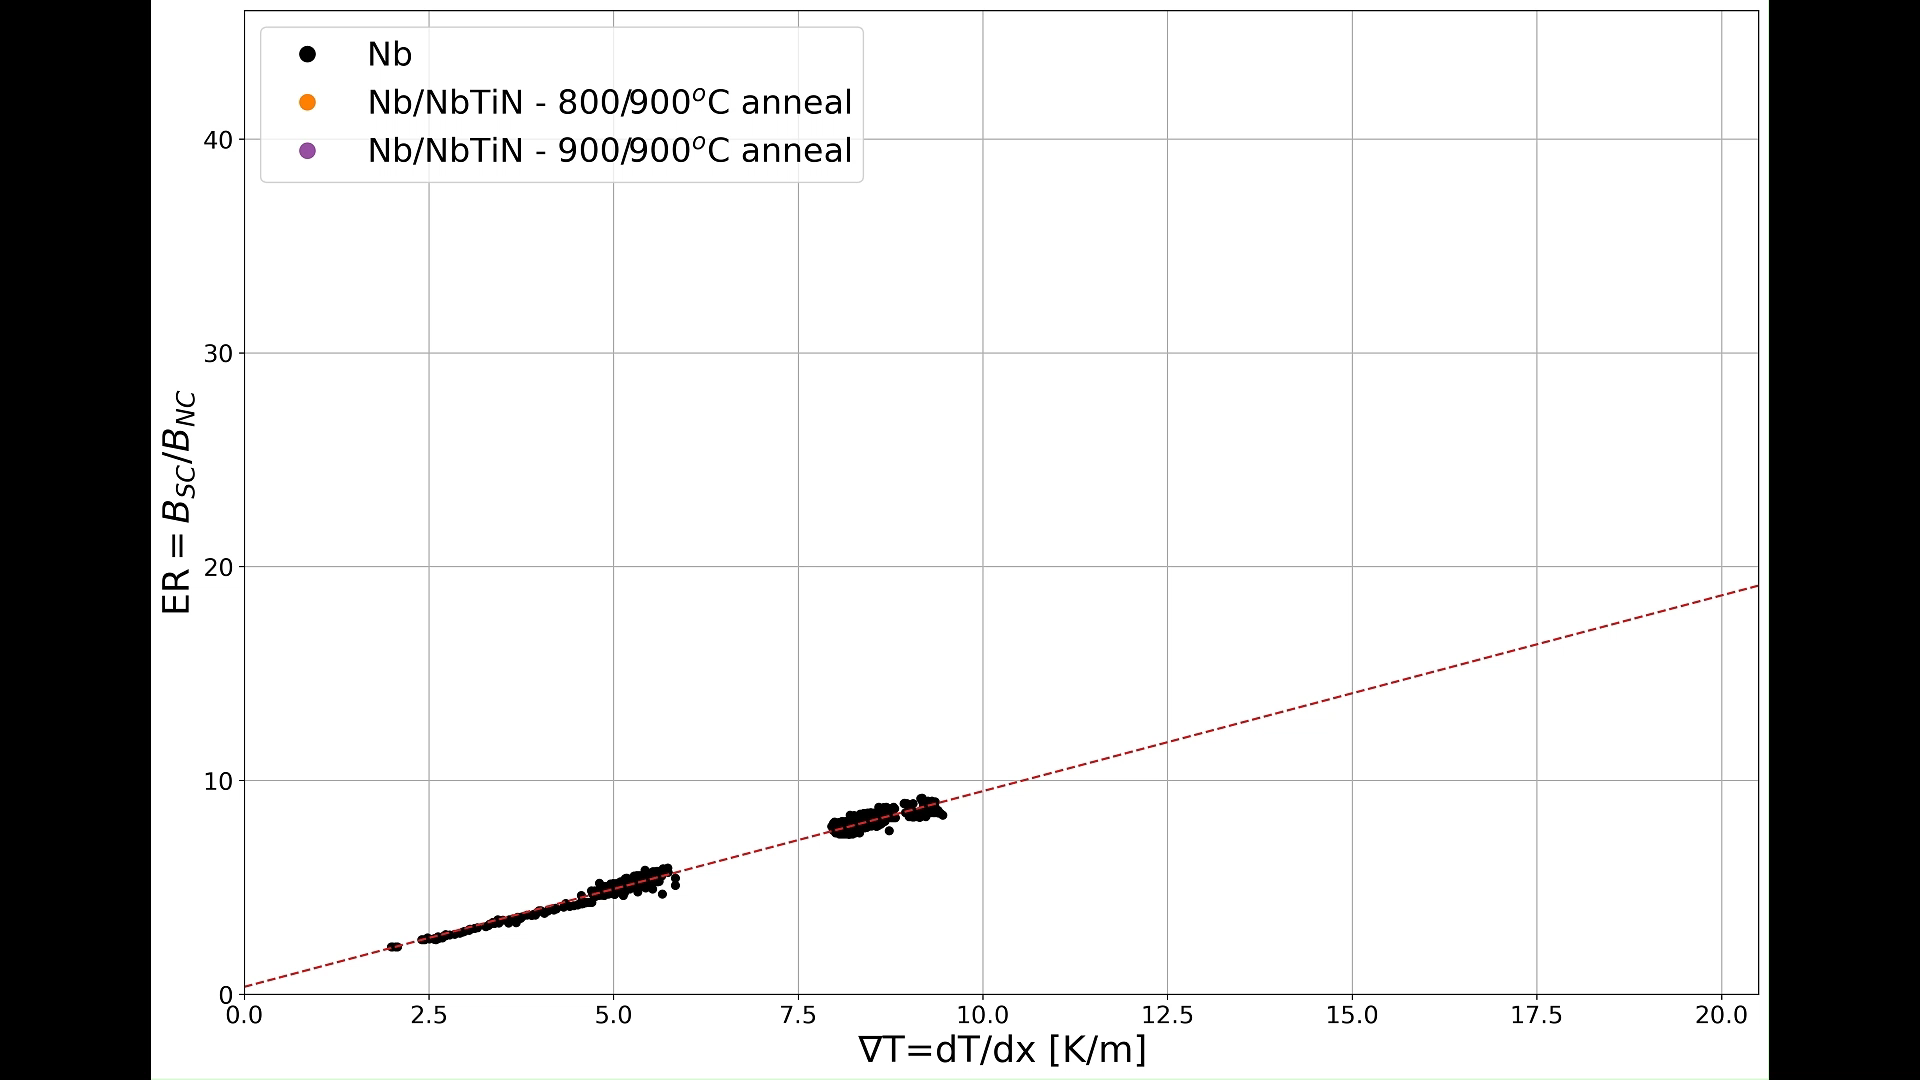 Nb
Nb/NbTiN - 800/900°C anneal
Nb/NbTiN - 900/900°C anneal
40
30
20
10
0
ER = B_SC/B_NC
0.0 2.5 5.0 7.5 10.0 12.5 15.0 17.5 20.0
∇T=dT/dx [K/m]